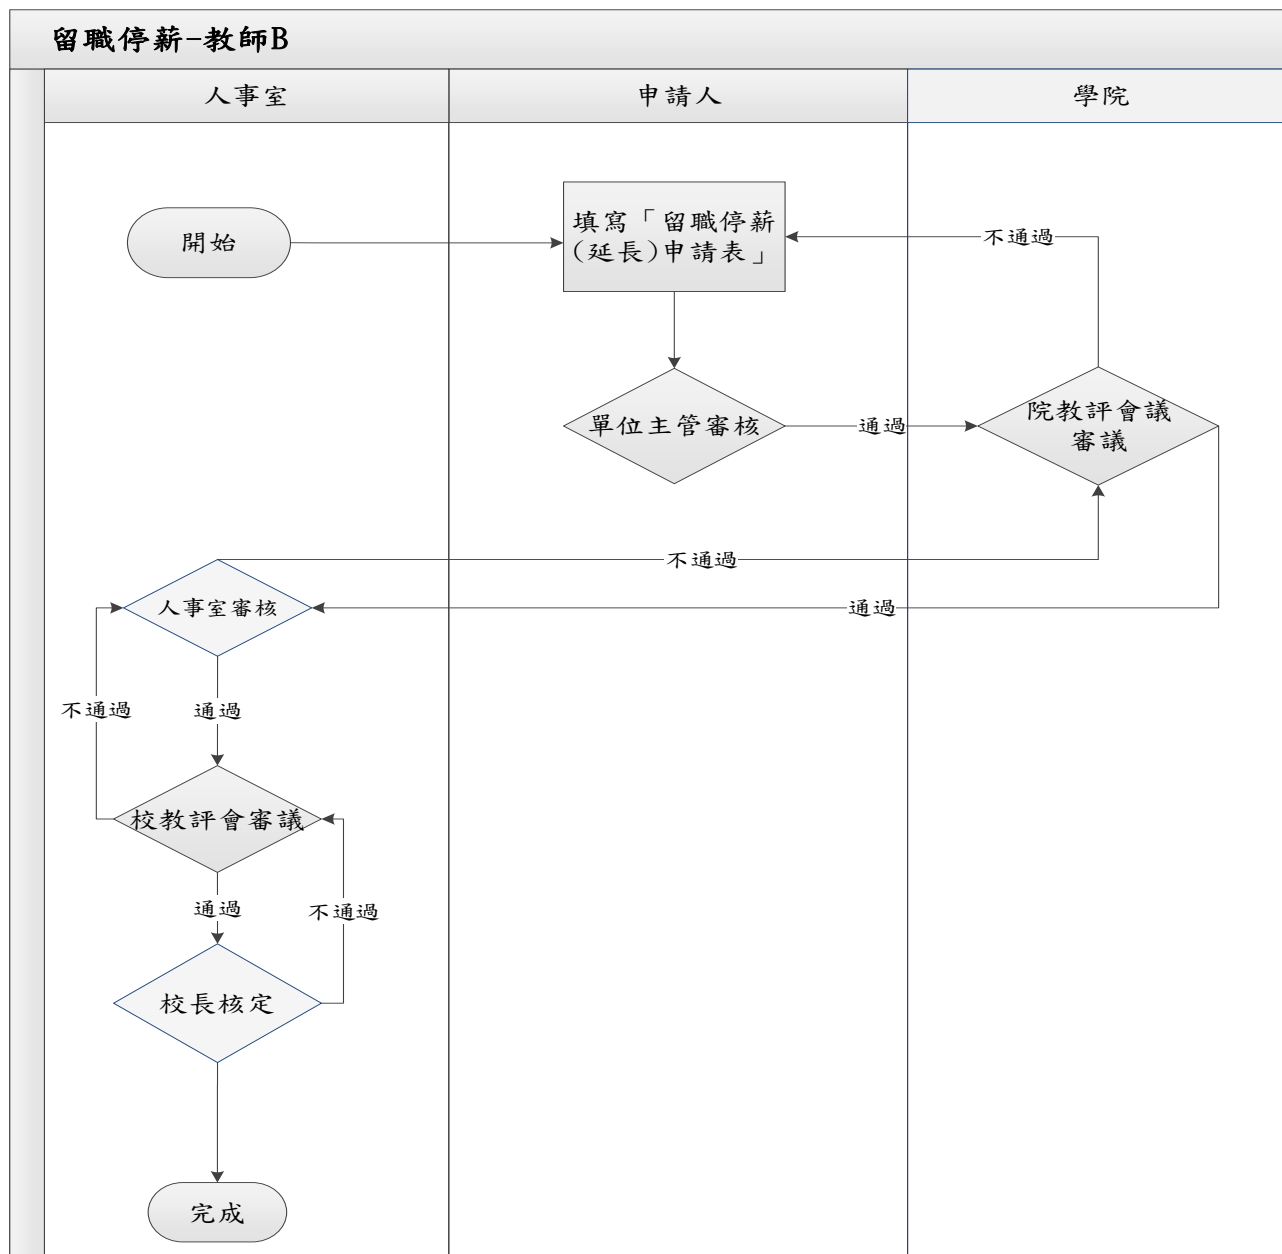 留職停薪-教師B
人事室
申請人
學院
開始
填寫「留職停薪
(延長)申請表」
不通過
單位主管審核
通過
院教評會議
審議
不通過
人事室審核
通過
不通過
通過
校教評會審議
通過
不通過
校長核定
完成